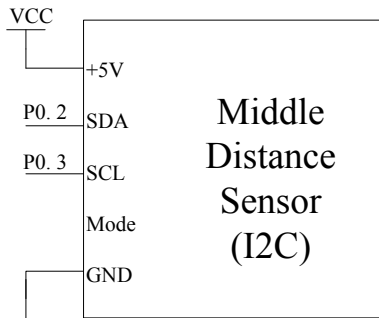 VCC
+5V
P0. 2
SDA
P0. 3
SCL
Mode
GND
Middle
Distance
Sensor
(I2C)